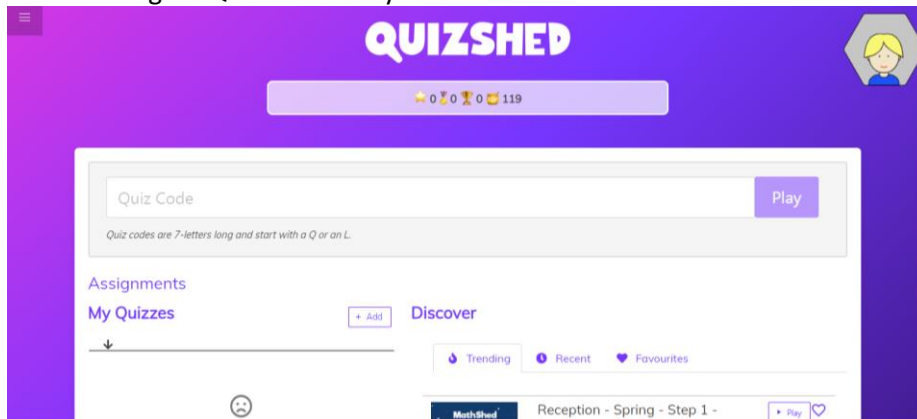 QUIZSHED
0 0 0 119
Quiz Code
Play
Quiz codes are 7-letters long and start with a Q or an L.
Assignments
My Quizzes
+ Add
Discover
Trending
Recent
Favourites
MathShed
Reception - Spring - Step 1 -
Play